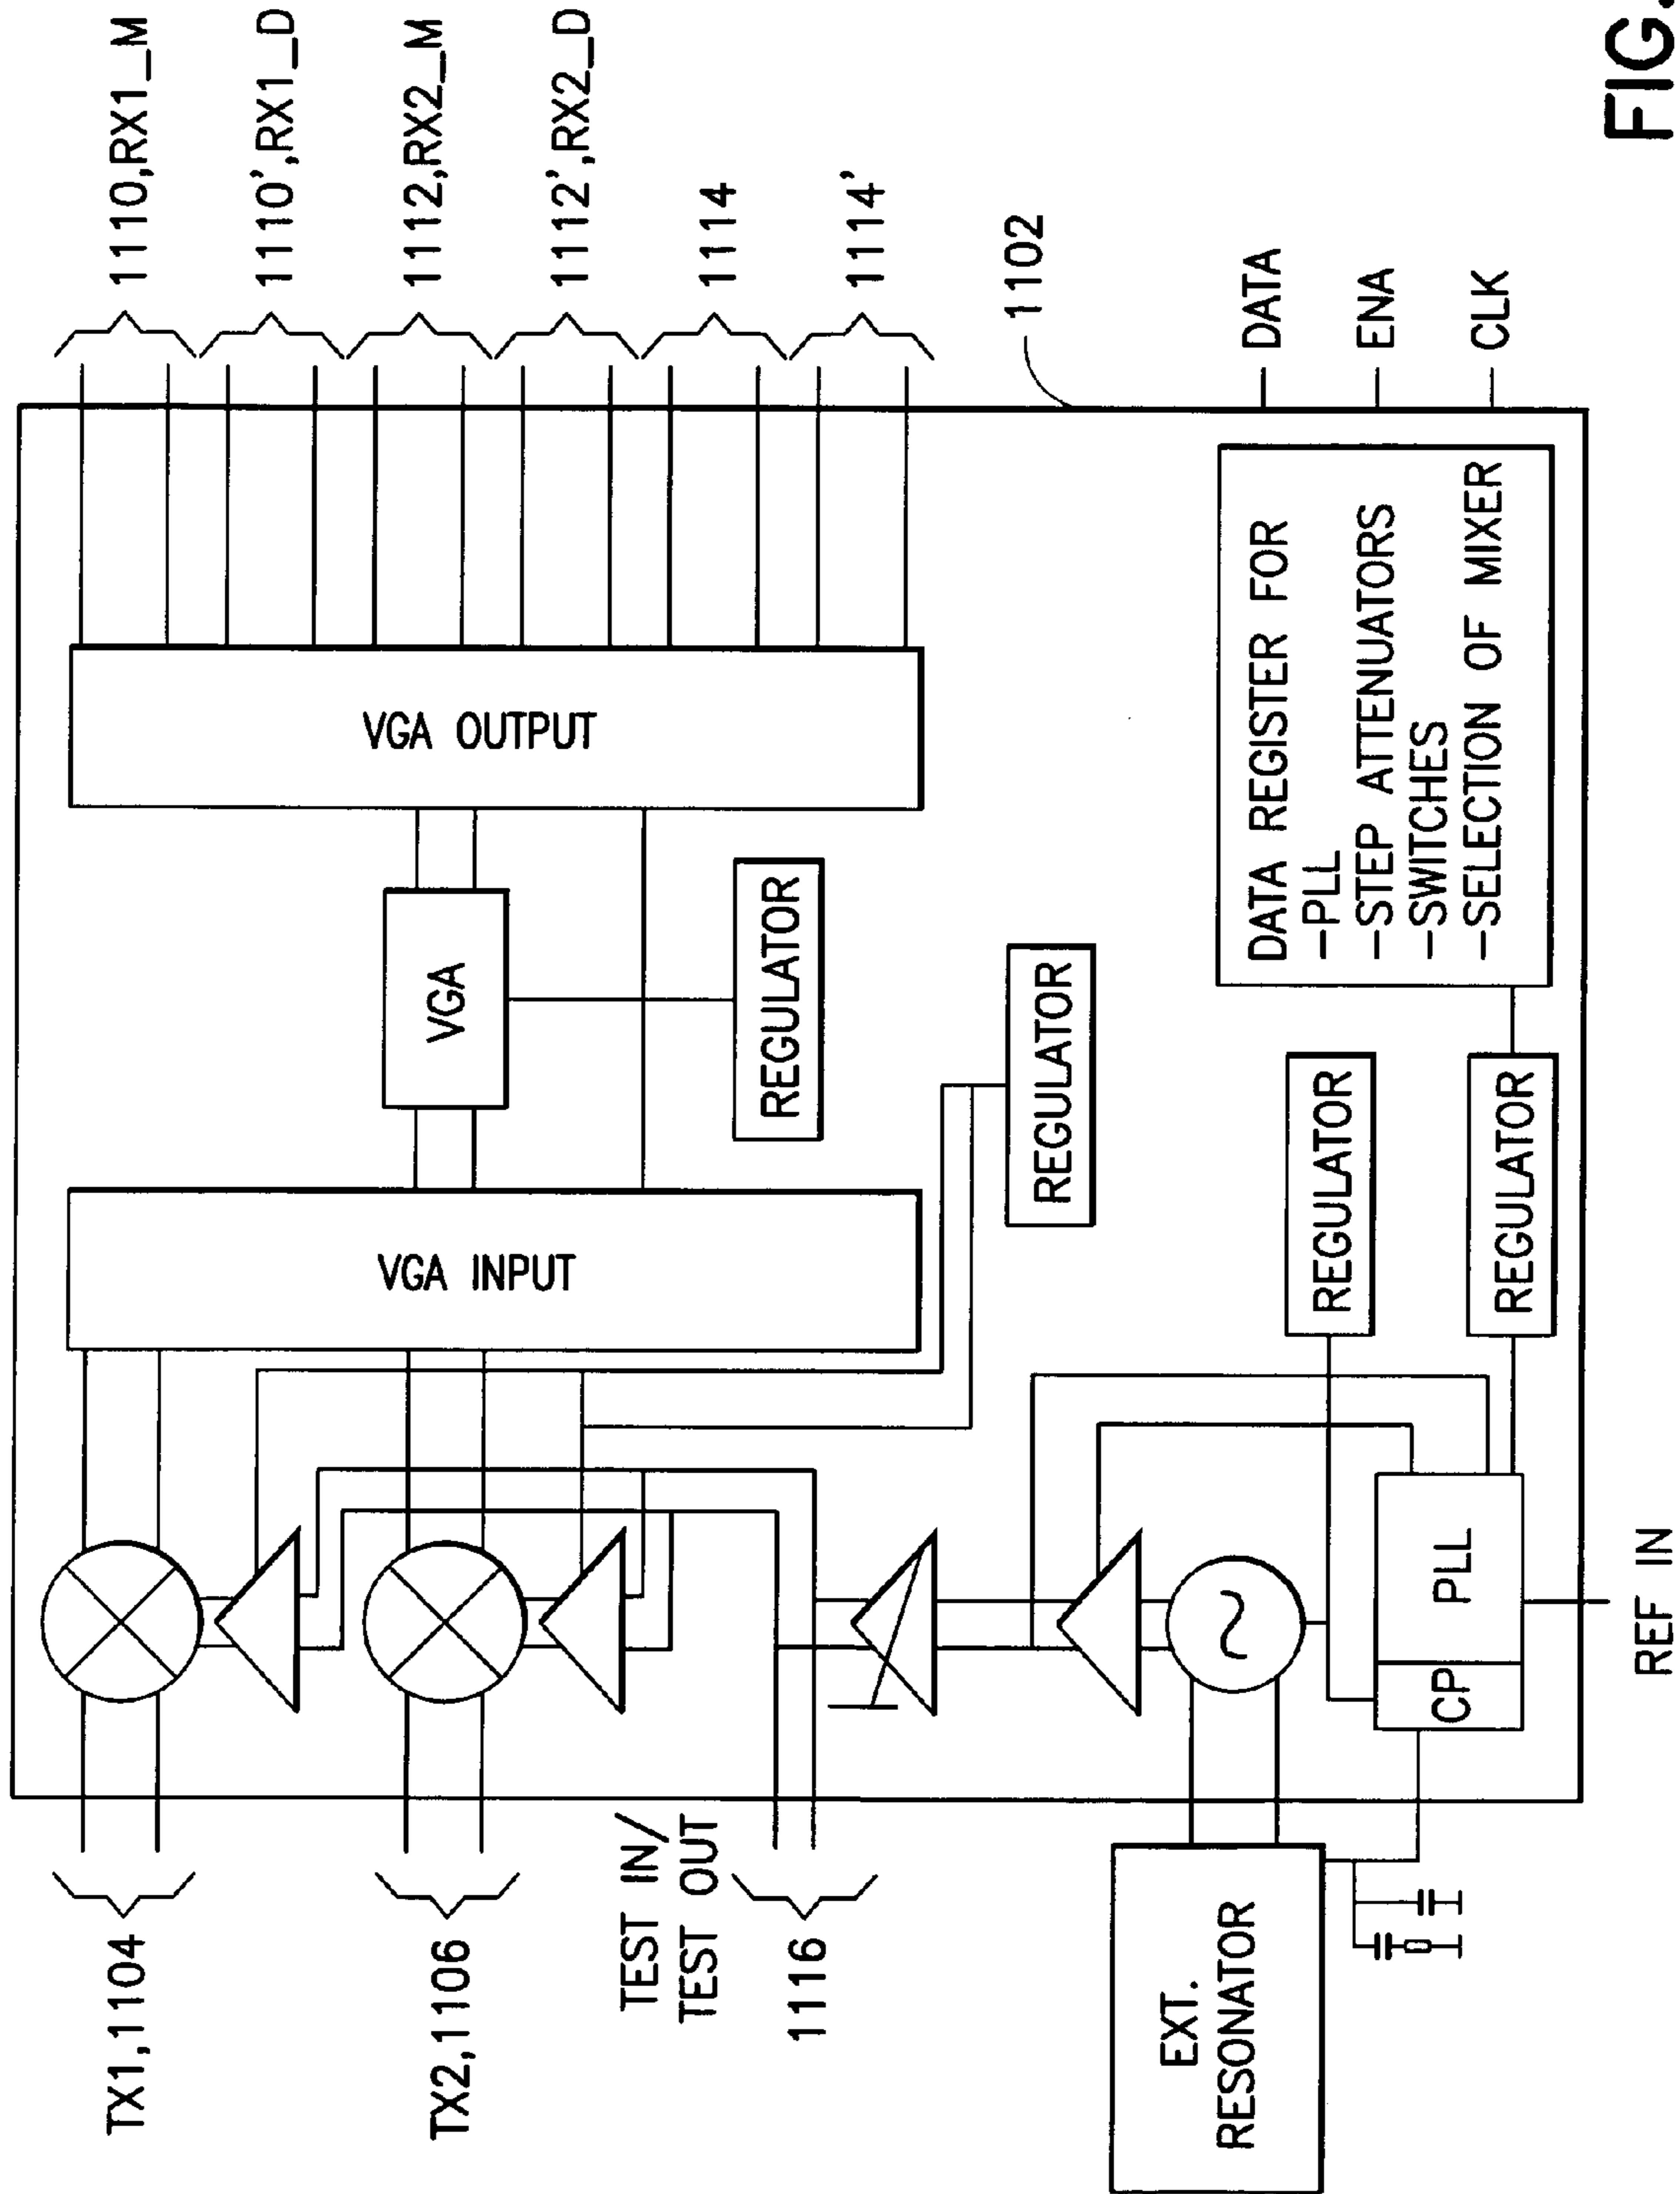 TX1,1104
TX2,1106
TEST IN/
TEST OUT
1116
EXT.
RESONATOR
CP
PLL
REF IN
VGA INPUT
VGA
VGA OUTPUT
REGULATOR
REGULATOR
REGULATOR
REGULATOR
DATA REGISTER FOR
-PLL
-STEP ATTENUATORS
-SWITCHES
-SELECTION OF MIXER
1110,RX1_M
1110',RX1_D
1112,RX2_M
1112',RX2_D
1114
1114'
1102
DATA
ENA
CLK
FIG.